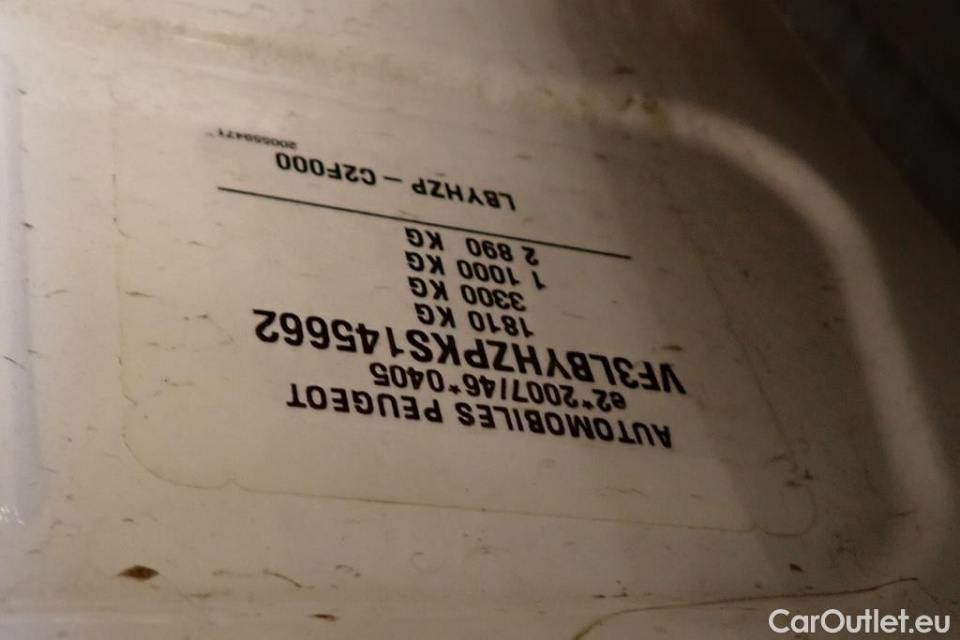 AUTOMOBILES PEUGEOT
e2*2007/46*0405
VF3LBYHZPKS145662
1810 KG
3300 KG
1 1000 KG
2 890 KG
LBYHZP – C2F000
200559471
CarOutlet.eu